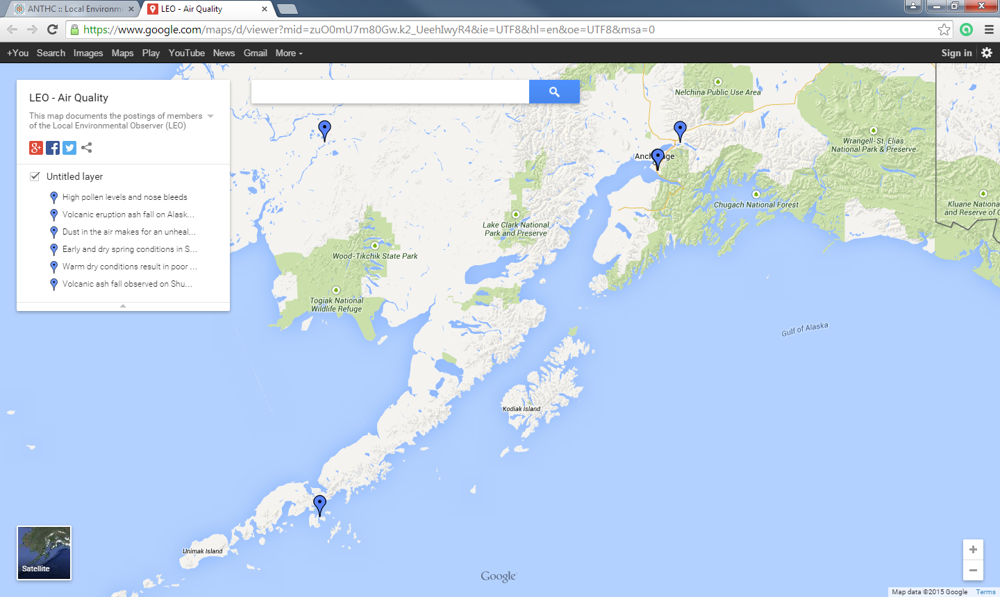 ANTHC :: Local Environm
LEO - Air Quality
https://www.google.com/maps/d/viewer?mid=zuO0mU7m80Gw.k2_UeehIwyR4&ie=UTF8&hl=en&oe=UTF8&msa=0
+You Search Images Maps Play YouTube News Gmail More
Sign in
LEO - Air Quality
This map documents the postings of members
of the Local Environmental Observer (LEO)
Untitled layer
High pollen levels and nose bleeds
Volcanic eruption ash fall on Alask...
Dust in the air makes for an unheal...
Early and dry spring conditions in S...
Warm dry conditions result in poor ...
Volcanic ash fall observed on Shu...
Nelchina Public Use Area
Wrangell-St. Elias
National Park & Preserve
Anchorage
Chugach National Forest
Kluane Nationa
and Reserve of C
Lake Clark National
Park and Preserve
Wood-Tikchik State Park
Togiak National
Wildlife Refuge
Gulf of Alaska
Kodiak Island
Unimak Island
Satellite
Google
Map data ©2015 Google Terms